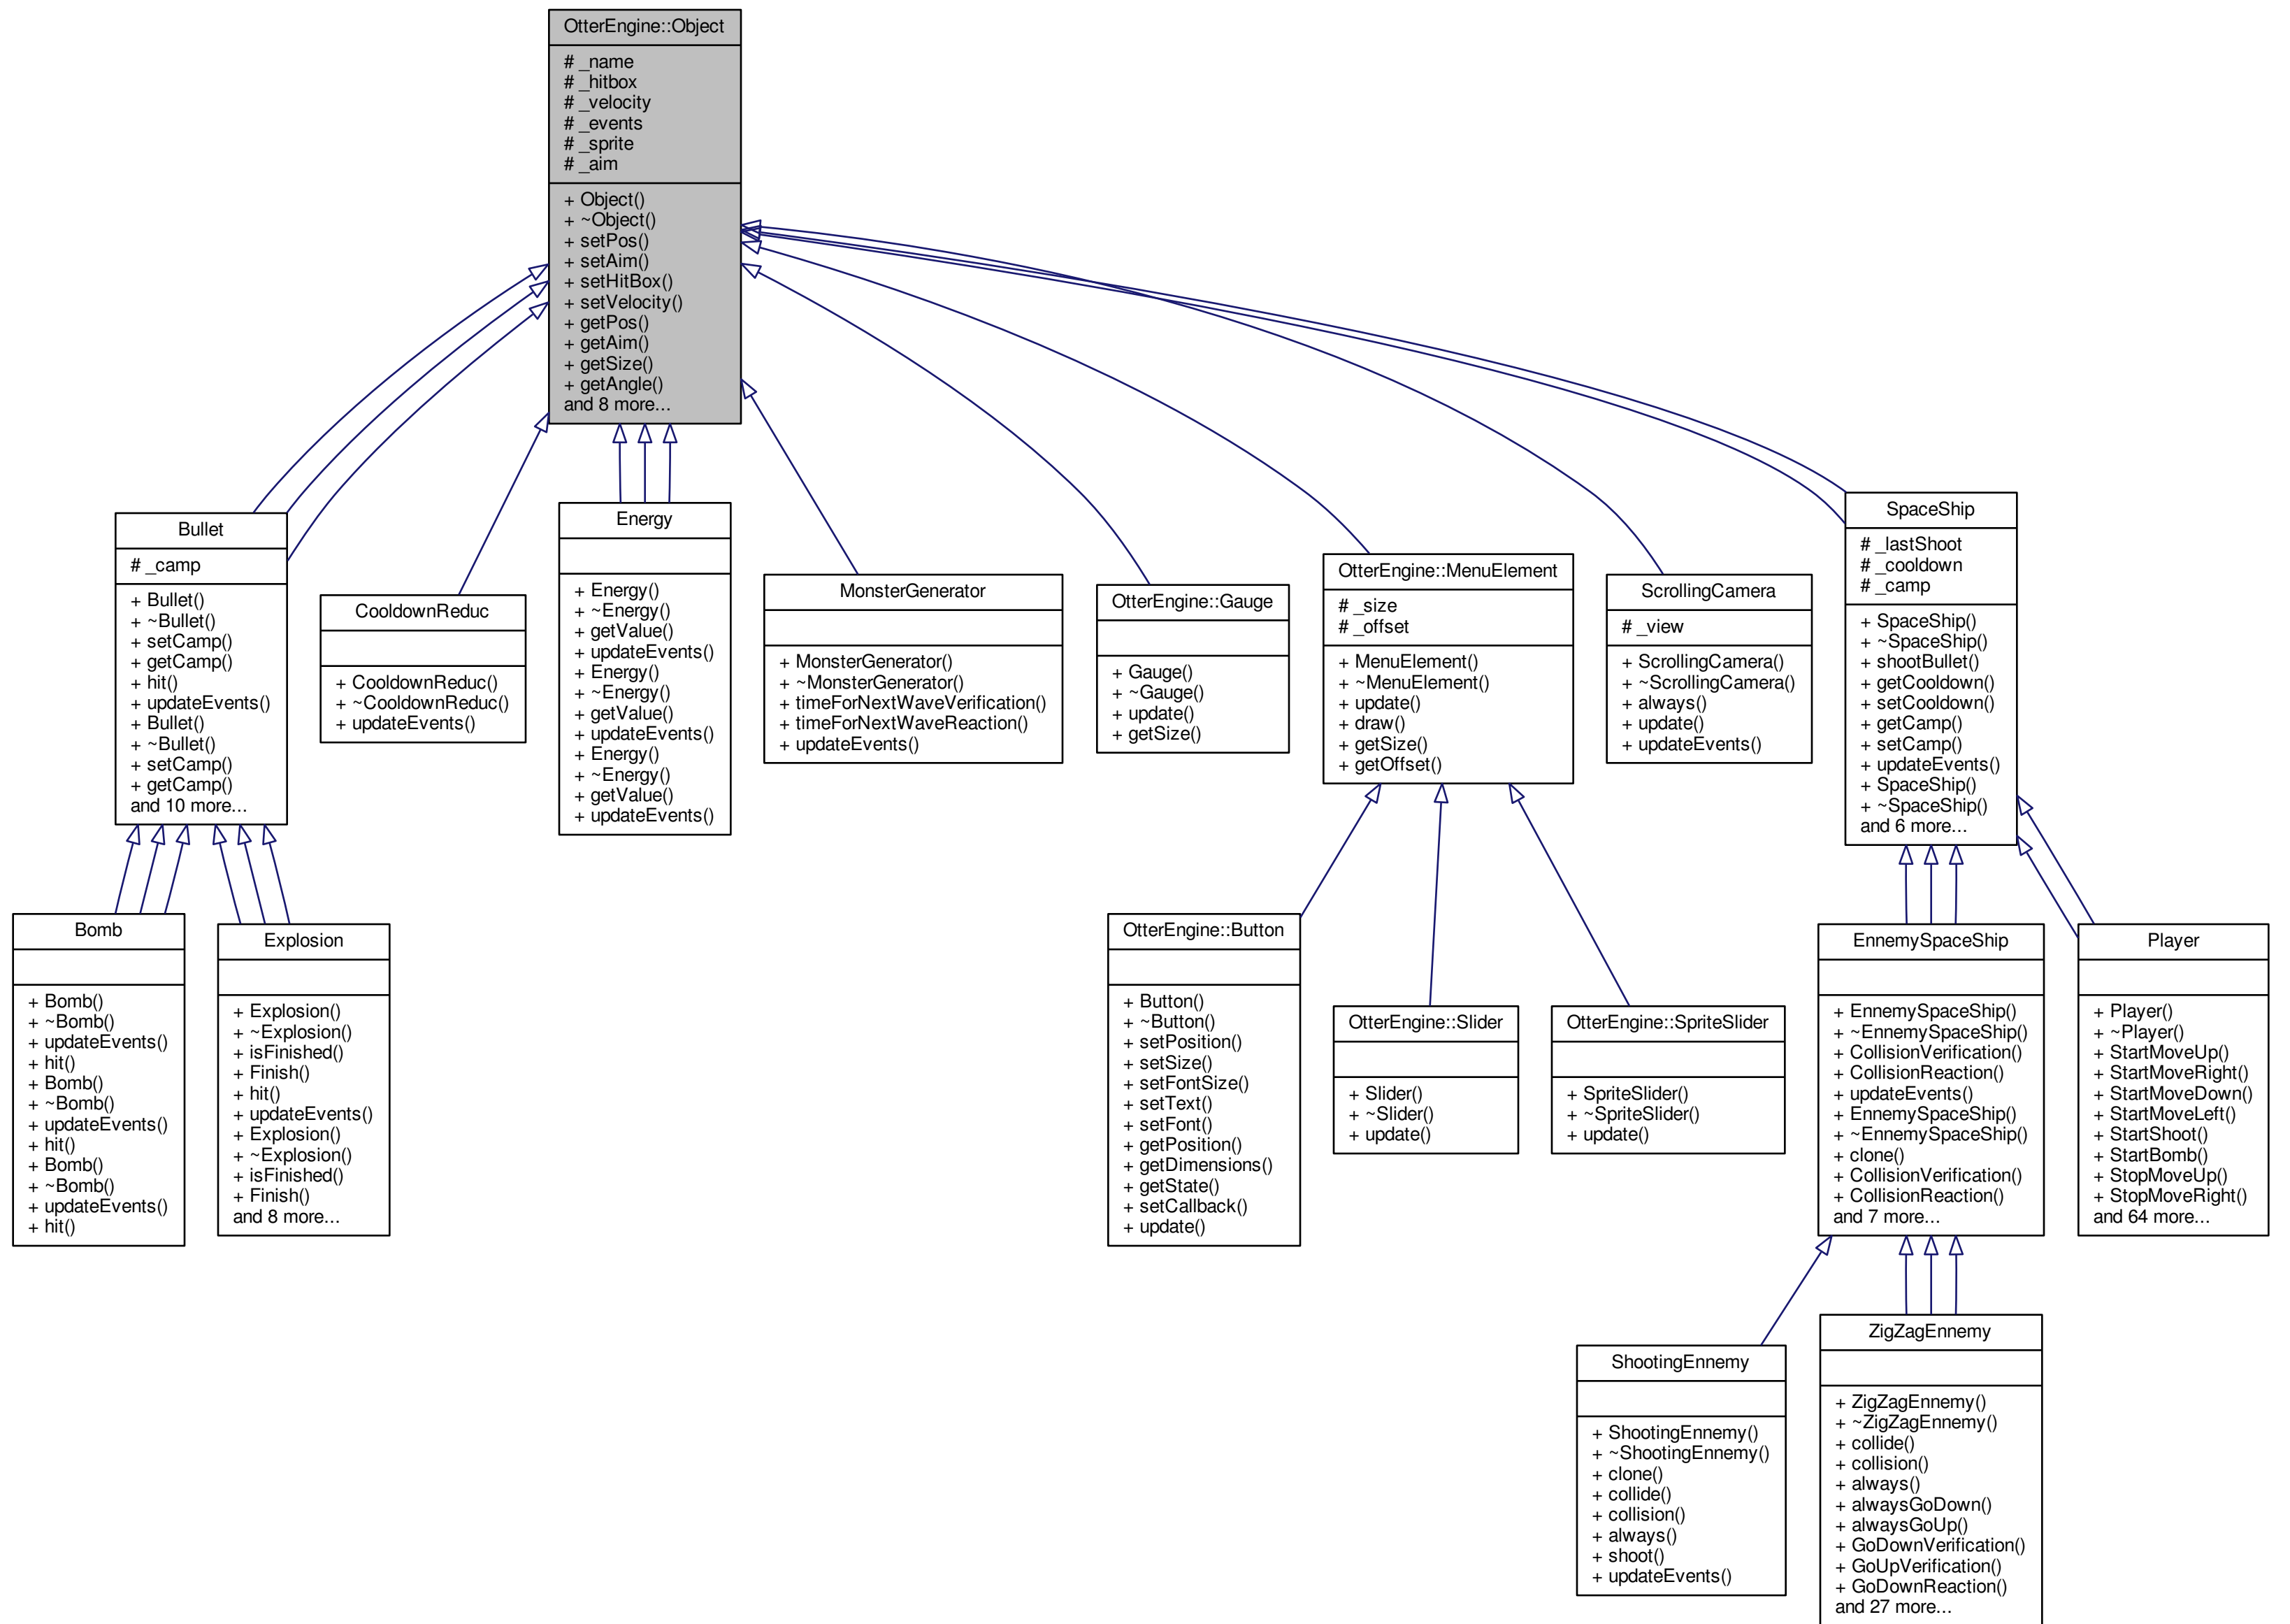 OtterEngine::Object
# _name
# _hitbox
# _velocity
# _events
# _sprite
# _aim
+ Object()
+ ~Object()
+ setPos()
+ setAim()
+ setHitBox()
+ setVelocity()
+ getPos()
+ getAim()
+ getSize()
+ getAngle()
and 8 more...
Bullet
# _camp
+ Bullet()
+ ~Bullet()
+ setCamp()
+ getCamp()
+ hit()
+ updateEvents()
+ Bullet()
+ ~Bullet()
+ setCamp()
+ getCamp()
and 10 more...
CooldownReduc
+ CooldownReduc()
+ ~CooldownReduc()
+ updateEvents()
Energy
+ Energy()
+ ~Energy()
+ getValue()
+ updateEvents()
+ Energy()
+ ~Energy()
+ getValue()
+ updateEvents()
+ Energy()
+ ~Energy()
+ getValue()
+ updateEvents()
MonsterGenerator
+ MonsterGenerator()
+ ~MonsterGenerator()
+ timeForNextWaveVerification()
+ timeForNextWaveReaction()
+ updateEvents()
OtterEngine::Gauge
+ Gauge()
+ ~Gauge()
+ update()
+ getSize()
OtterEngine::MenuElement
# _size
# _offset
+ MenuElement()
+ ~MenuElement()
+ update()
+ draw()
+ getSize()
+ getOffset()
ScrollingCamera
# _view
+ ScrollingCamera()
+ ~ScrollingCamera()
+ always()
+ update()
+ updateEvents()
SpaceShip
# _lastShoot
# _cooldown
# _camp
+ SpaceShip()
+ ~SpaceShip()
+ shootBullet()
+ getCooldown()
+ setCooldown()
+ getCamp()
+ setCamp()
+ updateEvents()
+ SpaceShip()
+ ~SpaceShip()
and 6 more...
Bomb
+ Bomb()
+ ~Bomb()
+ updateEvents()
+ hit()
+ Bomb()
+ ~Bomb()
+ updateEvents()
+ hit()
+ Bomb()
+ ~Bomb()
+ updateEvents()
+ hit()
Explosion
+ Explosion()
+ ~Explosion()
+ isFinished()
+ Finish()
+ hit()
+ updateEvents()
+ Explosion()
+ ~Explosion()
+ isFinished()
+ Finish()
and 8 more...
OtterEngine::Button
+ Button()
+ ~Button()
+ setPosition()
+ setSize()
+ setFontSize()
+ setText()
+ setFont()
+ getPosition()
+ getDimensions()
+ getState()
+ setCallback()
+ update()
OtterEngine::Slider
+ Slider()
+ ~Slider()
+ update()
OtterEngine::SpriteSlider
+ SpriteSlider()
+ ~SpriteSlider()
+ update()
EnnemySpaceShip
+ EnnemySpaceShip()
+ ~EnnemySpaceShip()
+ CollisionVerification()
+ CollisionReaction()
+ updateEvents()
+ EnnemySpaceShip()
+ ~EnnemySpaceShip()
+ clone()
+ CollisionVerification()
+ CollisionReaction()
and 7 more...
Player
+ Player()
+ ~Player()
+ StartMoveUp()
+ StartMoveRight()
+ StartMoveDown()
+ StartMoveLeft()
+ StartShoot()
+ StartBomb()
+ StopMoveUp()
+ StopMoveRight()
and 64 more...
ShootingEnnemy
+ ShootingEnnemy()
+ ~ShootingEnnemy()
+ clone()
+ collide()
+ collision()
+ always()
+ shoot()
+ updateEvents()
ZigZagEnnemy
+ ZigZagEnnemy()
+ ~ZigZagEnnemy()
+ collide()
+ collision()
+ always()
+ alwaysGoDown()
+ alwaysGoUp()
+ GoDownVerification()
+ GoUpVerification()
+ GoDownReaction()
and 27 more...